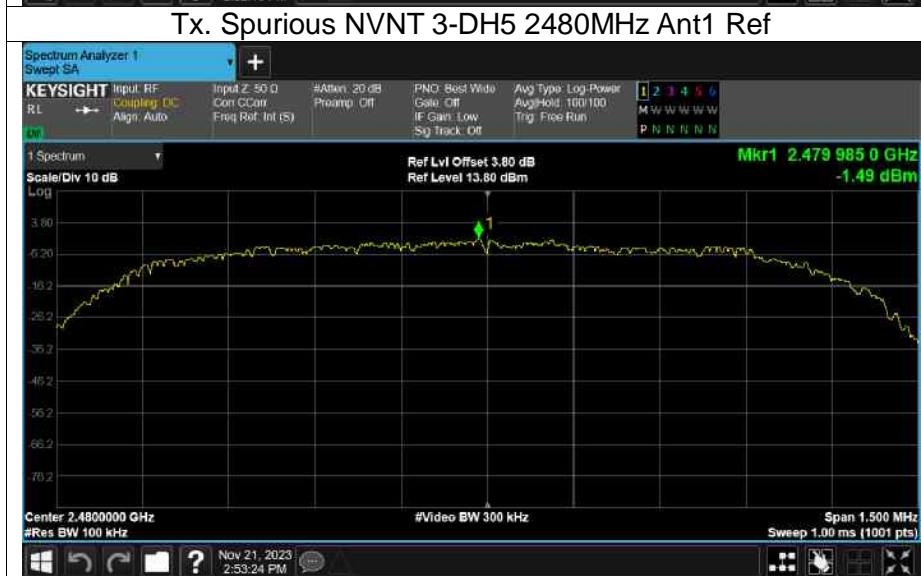 Tx. Spurious NVNT 3-DH5 2480MHz Ant1 Ref
Spectrum Analyzer 1
Swept SA
+
KEYSIGHT Input: RF Input Z: 50 Ω #Atten: 20 dB PNO: Best Wide Avg Type: Log-Power 1 2 3 4 5 6
RL Coupling: DC Corr CCorr Preamp: Off Gate: Off Avg|Hold: 100/100 M W W W W W
Align: Auto Freq Ref: Int (S) IF Gain: Low Trig: Free Run
Sig Track: Off P N N N N N
1 Spectrum Ref Lvl Offset 3.80 dB Mkr1 2.479 985 0 GHz
Scale/Div 10 dB Ref Level 13.80 dBm -1.49 dBm
Log
3.80
1
-6.20
-16.2
-26.2
-36.2
-46.2
-56.2
-66.2
-76.2
Center 2.4800000 GHz #Video BW 300 kHz Span 1.500 MHz
#Res BW 100 kHz Sweep 1.00 ms (1001 pts)
? Nov 21, 2023
2:53:24 PM